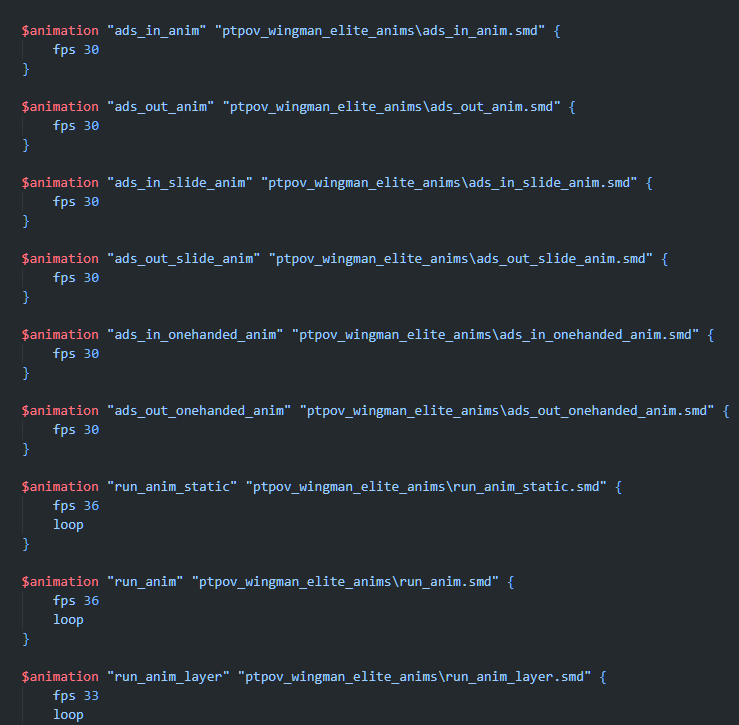 $animation "ads_in_anim" "ptpov_wingman_elite_anims\ads_in_anim.smd" {
fps 30
}
$animation "ads_out_anim" "ptpov_wingman_elite_anims\ads_out_anim.smd" {
fps 30
}
$animation "ads_in_slide_anim" "ptpov_wingman_elite_anims\ads_in_slide_anim.smd" {
fps 30
}
$animation "ads_out_slide_anim" "ptpov_wingman_elite_anims\ads_out_slide_anim.smd" {
fps 30
}
$animation "ads_in_onehanded_anim" "ptpov_wingman_elite_anims\ads_in_onehanded_anim.smd" {
fps 30
}
$animation "ads_out_onehanded_anim" "ptpov_wingman_elite_anims\ads_out_onehanded_anim.smd" {
fps 30
}
$animation "run_anim_static" "ptpov_wingman_elite_anims\run_anim_static.smd" {
fps 36
loop
}
$animation "run_anim" "ptpov_wingman_elite_anims\run_anim.smd" {
fps 36
loop
}
$animation "run_anim_layer" "ptpov_wingman_elite_anims\run_anim_layer.smd" {
fps 33
loop